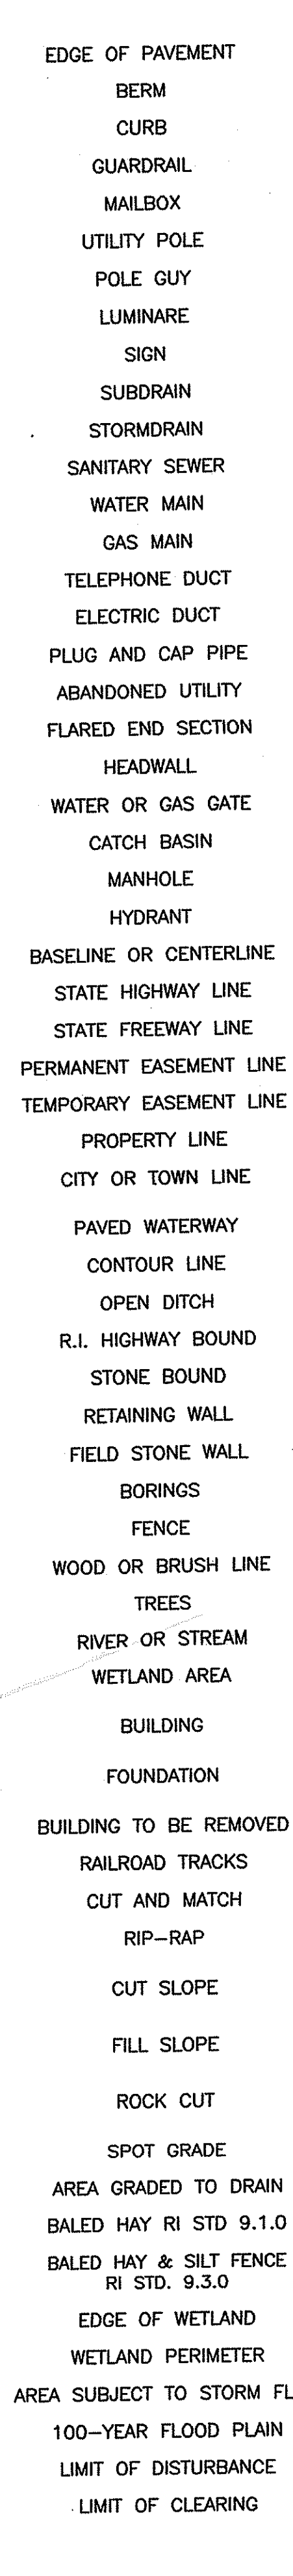 EDGE OF PAVEMENT
BERM
CURB
GUARDRAIL
MAILBOX
UTILITY POLE
POLE GUY
LUMINARE
SIGN
SUBDRAIN
STORMDRAIN
SANITARY SEWER
WATER MAIN
GAS MAIN
TELEPHONE DUCT
ELECTRIC DUCT
PLUG AND CAP PIPE
ABANDONED UTILITY
FLARED END SECTION
HEADWALL
WATER OR GAS GATE
CATCH BASIN
MANHOLE
HYDRANT
BASELINE OR CENTERLINE
STATE HIGHWAY LINE
STATE FREEWAY LINE
PERMANENT EASEMENT LINE
TEMPORARY EASEMENT LINE
PROPERTY LINE
CITY OR TOWN LINE
PAVED WATERWAY
CONTOUR LINE
OPEN DITCH
R.I. HIGHWAY BOUND
STONE BOUND
RETAINING WALL
FIELD STONE WALL
BORINGS
FENCE
WOOD OR BRUSH LINE
TREES
RIVER OR STREAM
WETLAND AREA
BUILDING
FOUNDATION
BUILDING TO BE REMOVED
RAILROAD TRACKS
CUT AND MATCH
RIP-RAP
CUT SLOPE
FILL SLOPE
ROCK CUT
SPOT GRADE
AREA GRADED TO DRAIN
BALED HAY RI STD 9.1.0
BALED HAY & SILT FENCE
RI STD. 9.3.0
EDGE OF WETLAND
WETLAND PERIMETER
AREA SUBJECT TO STORM FL
100-YEAR FLOOD PLAIN
LIMIT OF DISTURBANCE
LIMIT OF CLEARING